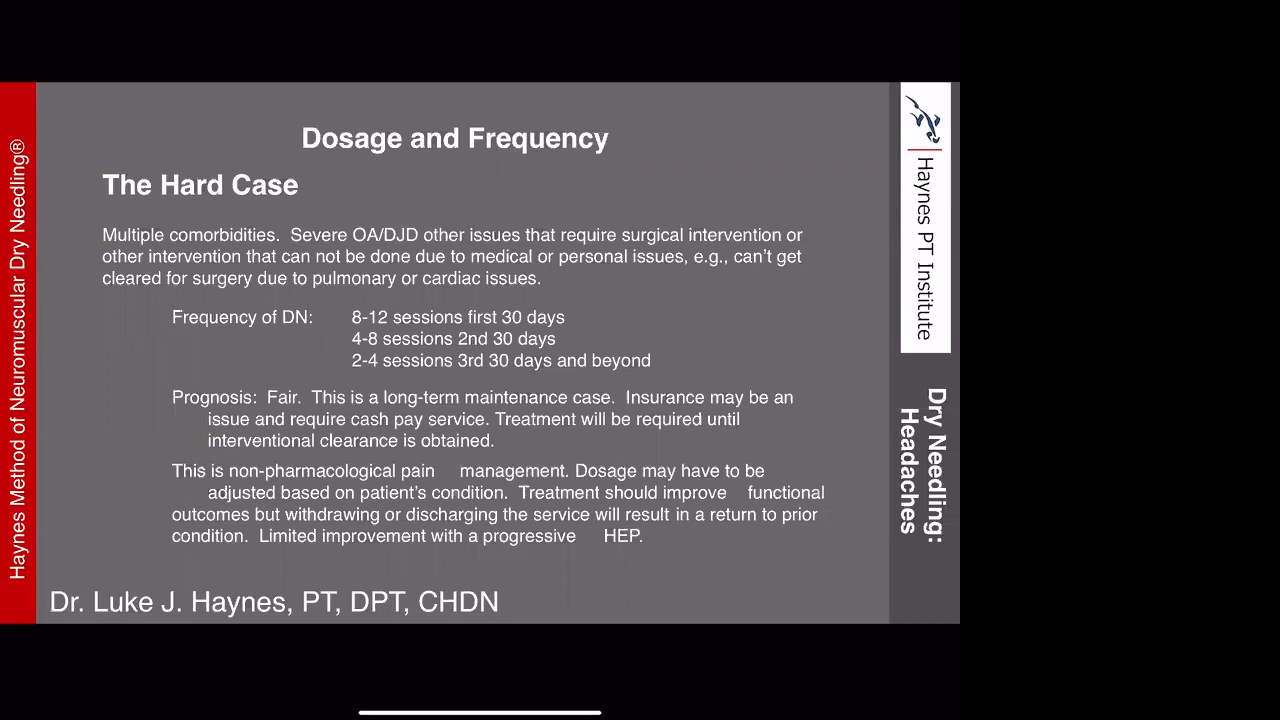 Haynes Method of Neuromuscular Dry Needling®
Dosage and Frequency
The Hard Case
Multiple comorbidities. Severe OA/DJD other issues that require surgical intervention or
other intervention that can not be done due to medical or personal issues, e.g., can't get
cleared for surgery due to pulmonary or cardiac issues.
Frequency of DN: 8-12 sessions first 30 days
4-8 sessions 2nd 30 days
2-4 sessions 3rd 30 days and beyond
Prognosis: Fair. This is a long-term maintenance case. Insurance may be an
issue and require cash pay service. Treatment will be required until
interventional clearance is obtained.
This is non-pharmacological pain management. Dosage may have to be
adjusted based on patient's condition. Treatment should improve functional
outcomes but withdrawing or discharging the service will result in a return to prior
condition. Limited improvement with a progressive HEP.
Dr. Luke J. Haynes, PT, DPT, CHDN
Haynes PT Institute
Dry Needling:
Headaches